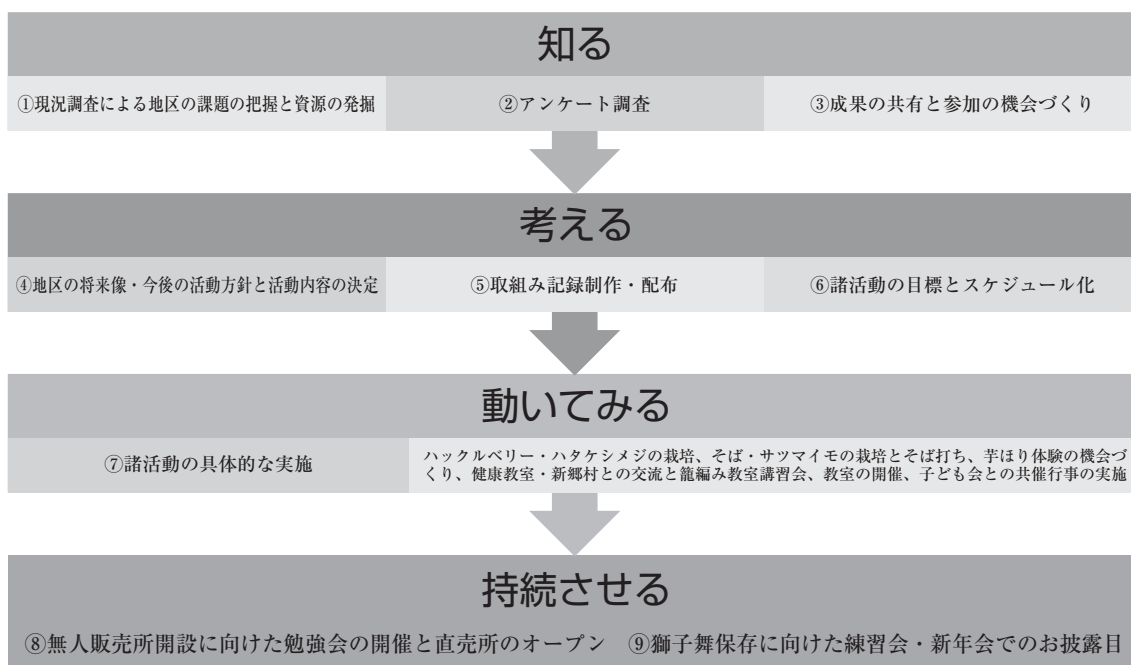 知る
①現況調査による地区の課題の把握と資源の発掘
②アンケート調査
③成果の共有と参加の機会づくり
考える
④地区の将来像・今後の活動方針と活動内容の決定
⑤取組み記録制作・配布
⑥諸活動の目標とスケジュール化
動いてみる
⑦諸活動の具体的な実施
ハックルベリー・ハタケシメジの栽培、そば・サツマイモの栽培とそば打ち、芋ほり体験の機会づ
くり、健康教室・新郷村との交流と籠編み教室講習会、教室の開催、子ども会との共催行事の実施
持続させる
⑧無人販売所開設に向けた勉強会の開催と直売所のオープン ⑨獅子舞保存に向けた練習会・新年会でのお披露目